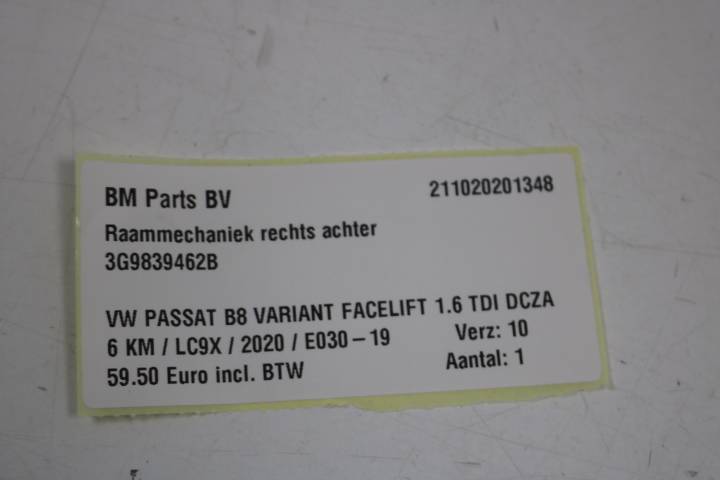 BM Parts BV 211020201348
Raammechaniek rechts achter
3G9839462B
VW PASSAT B8 VARIANT FACELIFT 1.6 TDI DCZA
6 KM / LC9X / 2020 / E030-19 Verz: 10
59.50 Euro incl. BTW Aantal: 1